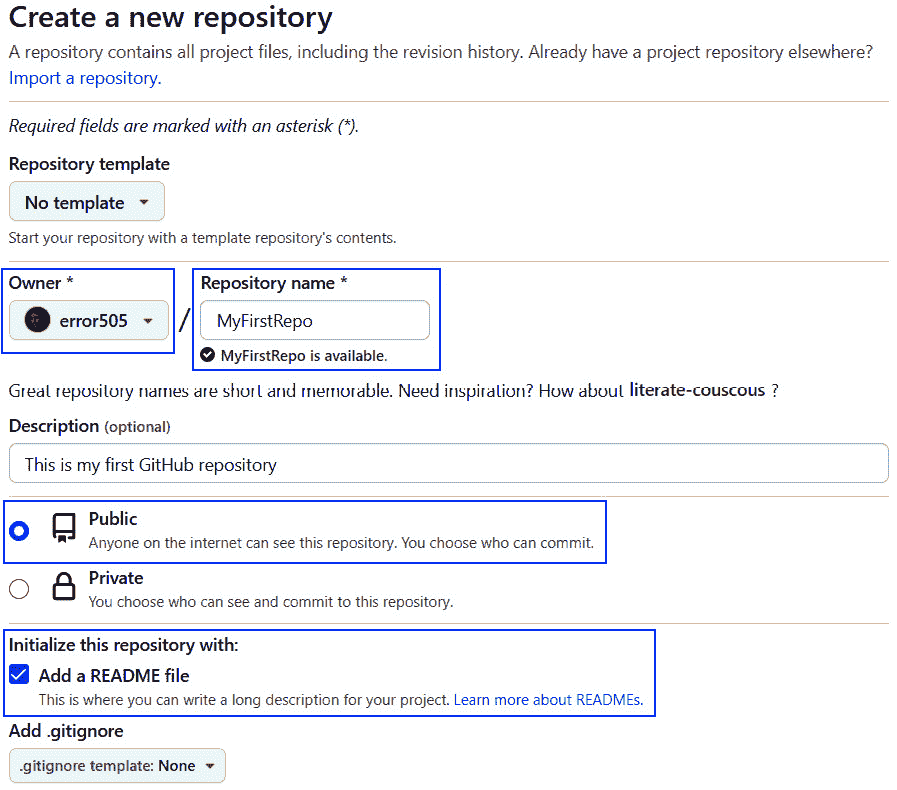 Create a new repository
A repository contains all project files, including the revision history. Already have a project repository elsewhere?
Import a repository.
Required fields are marked with an asterisk (*).
Repository template
No template
Start your repository with a template repository's contents.
Owner * Repository name *
error505 / MyFirstRepo
MyFirstRepo is available.
Great repository names are short and memorable. Need inspiration? How about literate-couscous ?
Description (optional)
This is my first GitHub repository
Public
Anyone on the internet can see this repository. You choose who can commit.
Private
You choose who can see and commit to this repository.
Initialize this repository with:
Add a README file
This is where you can write a long description for your project. Learn more about READMEs.
Add .gitignore
.gitignore template: None